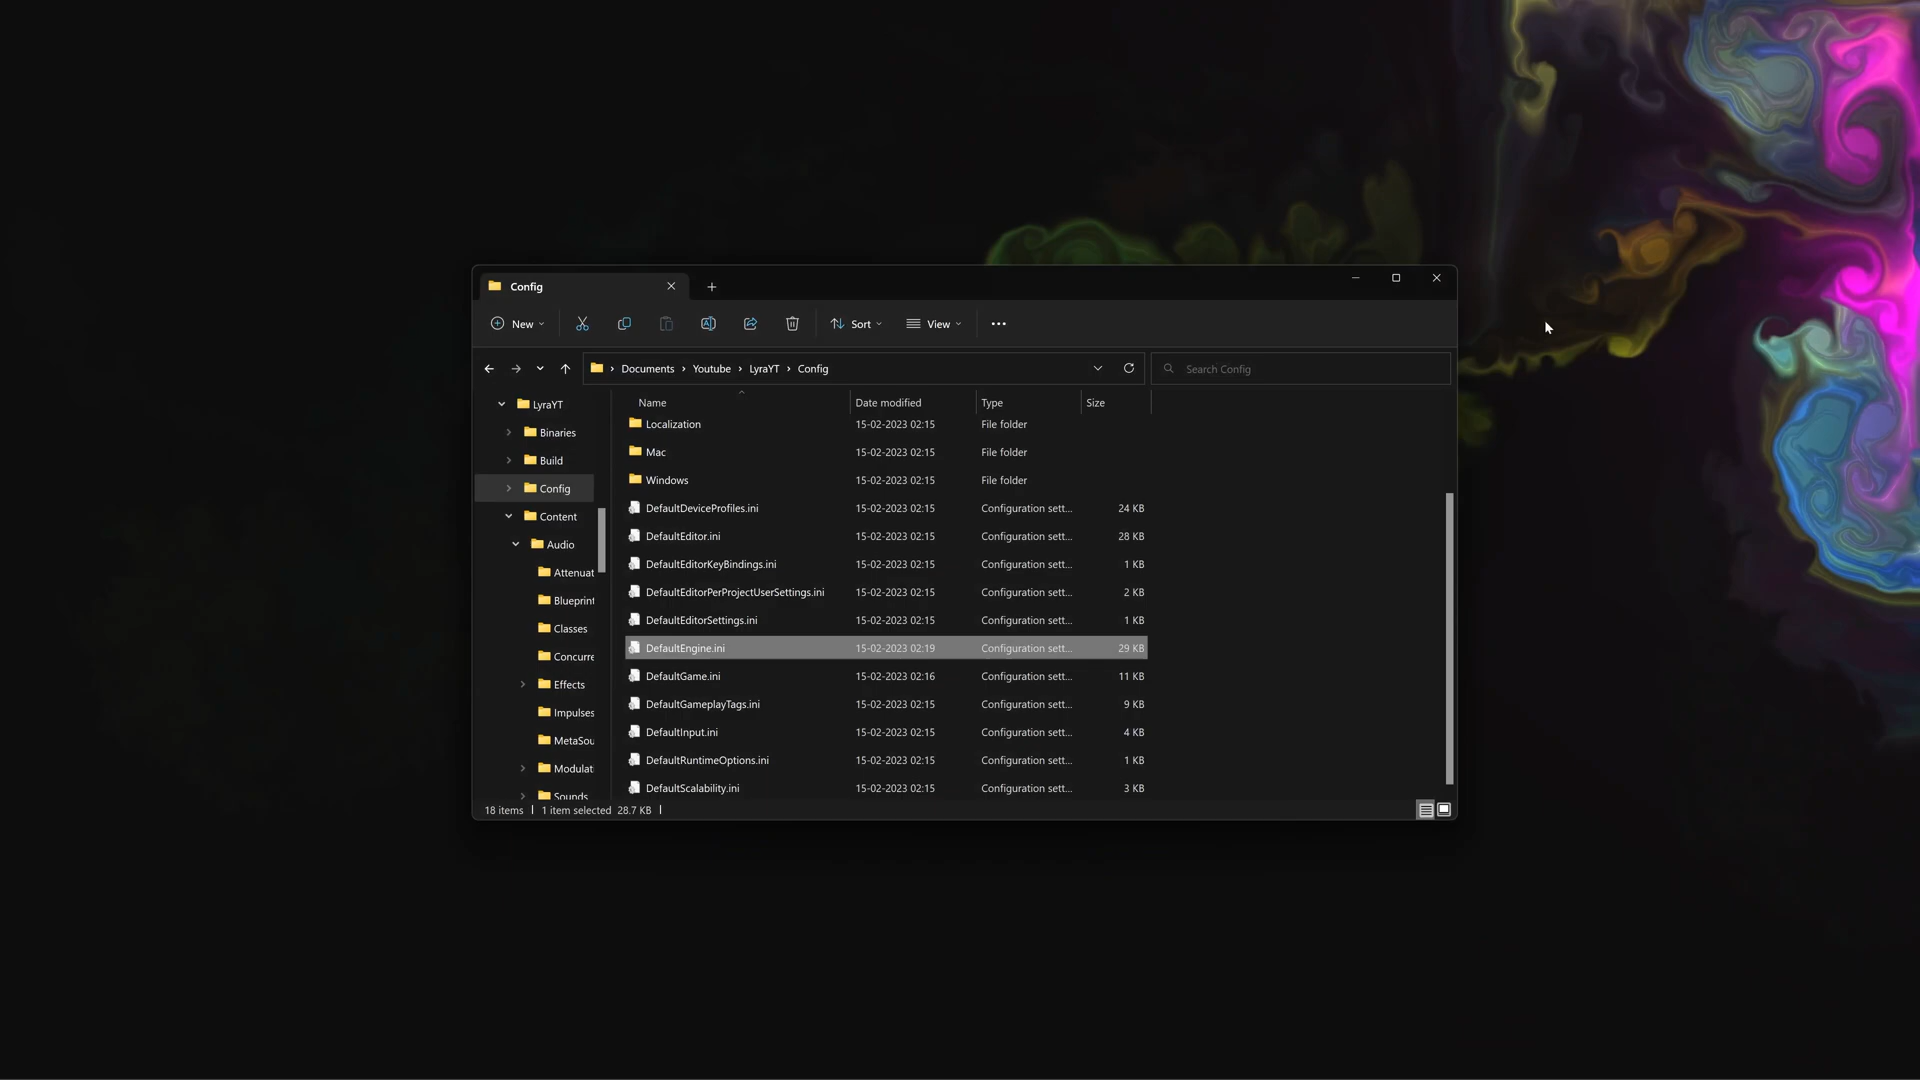 Config
New Sort View
Documents Youtube LyraYT Config Search Config
LyraYT
Binaries
Build
Config
Content
Audio
Attenuat
Blueprint
Classes
Concurre
Effects
Impulses
MetaSou
Modulat
Sounds
Name Date modified Type Size
Localization 15-02-2023 02:15 File folder
Mac 15-02-2023 02:15 File folder
Windows 15-02-2023 02:15 File folder
DefaultDeviceProfiles.ini 15-02-2023 02:15 Configuration sett... 24 KB
DefaultEditor.ini 15-02-2023 02:15 Configuration sett... 28 KB
DefaultEditorKeyBindings.ini 15-02-2023 02:15 Configuration sett... 1 KB
DefaultEditorPerProjectUserSettings.ini 15-02-2023 02:15 Configuration sett... 2 KB
DefaultEditorSettings.ini 15-02-2023 02:15 Configuration sett... 1 KB
DefaultEngine.ini 15-02-2023 02:19 Configuration sett... 29 KB
DefaultGame.ini 15-02-2023 02:16 Configuration sett... 11 KB
DefaultGameplayTags.ini 15-02-2023 02:15 Configuration sett... 9 KB
DefaultInput.ini 15-02-2023 02:15 Configuration sett... 4 KB
DefaultRuntimeOptions.ini 15-02-2023 02:15 Configuration sett... 1 KB
DefaultScalability.ini 15-02-2023 02:15 Configuration sett... 3 KB
18 items 1 item selected 28.7 KB